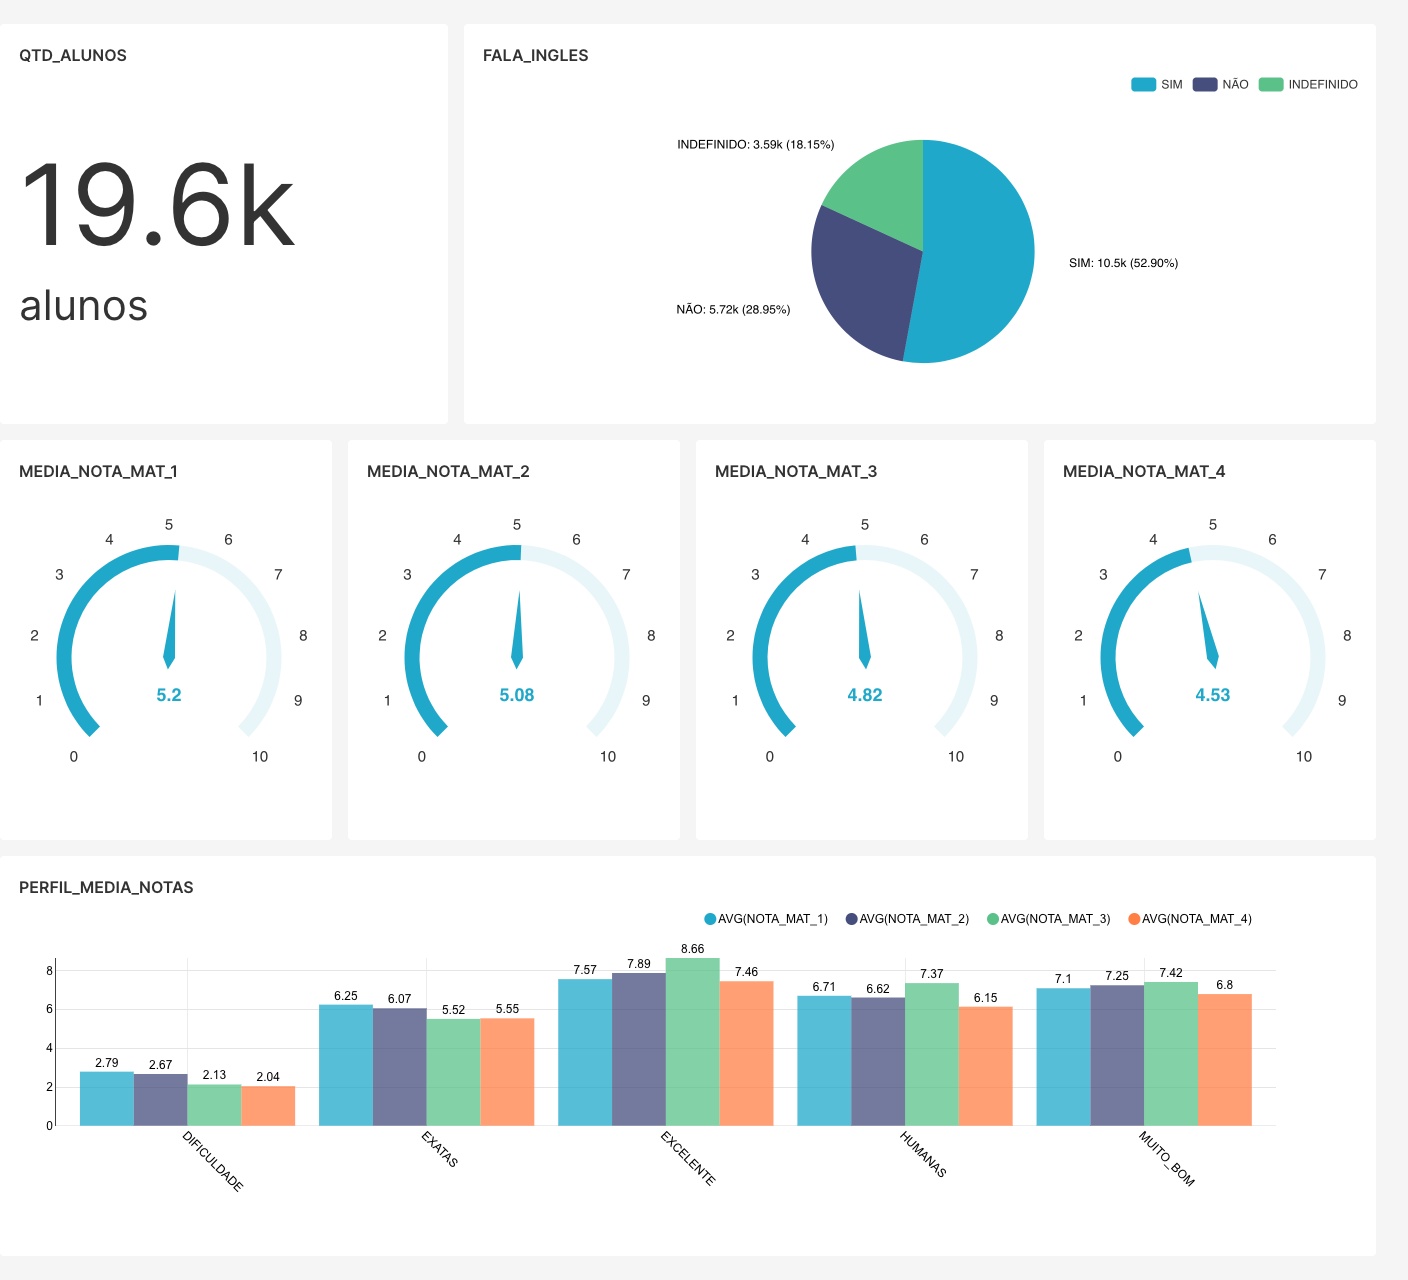 QTD_ALUNOS
19.6k
alunos
FALA_INGLES
SIM NÃO INDEFINIDO
INDEFINIDO: 3.59k (18.15%)
SIM: 10.5k (52.90%)
NÃO: 5.72k (28.95%)
MEDIA_NOTA_MAT_1
0 1 2 3 4 5 6 7 8 9 10
5.2
MEDIA_NOTA_MAT_2
0 1 2 3 4 5 6 7 8 9 10
5.08
MEDIA_NOTA_MAT_3
0 1 2 3 4 5 6 7 8 9 10
4.82
MEDIA_NOTA_MAT_4
0 1 2 3 4 5 6 7 8 9 10
4.53
PERFIL_MEDIA_NOTAS
AVG(NOTA_MAT_1) AVG(NOTA_MAT_2) AVG(NOTA_MAT_3) AVG(NOTA_MAT_4)
8
6
4
2
0
2.79 2.67 2.13 2.04
6.25 6.07 5.52 5.55
7.57 7.89 8.66 7.46
6.71 6.62 7.37 6.15
7.1 7.25 7.42 6.8
DIFICULDADE
EXATAS
EXCELENTE
HUMANAS
MUITO_BOM